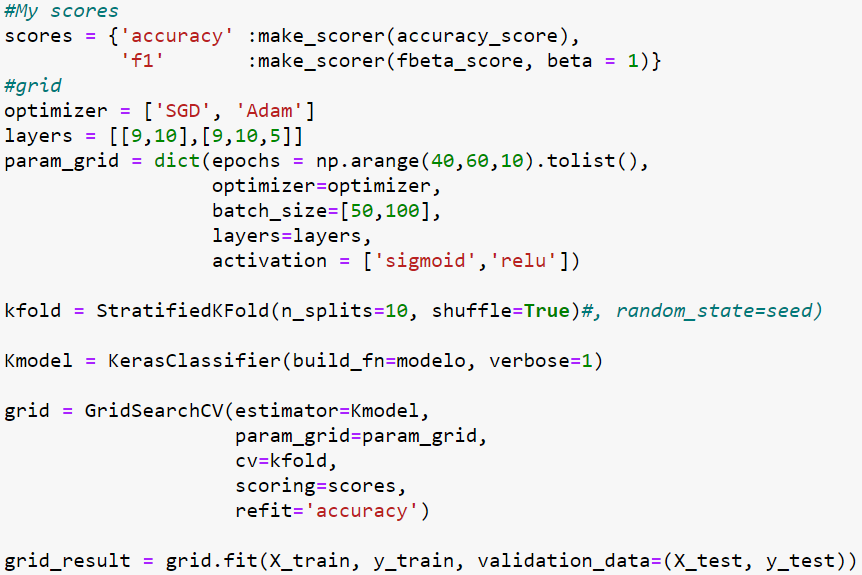 #My scores
scores = {'accuracy' :make_scorer(accuracy_score),
          'f1'       :make_scorer(fbeta_score, beta = 1)}
#grid
optimizer = ['SGD', 'Adam']
layers = [[9,10],[9,10,5]]
param_grid = dict(epochs = np.arange(40,60,10).tolist(),
                  optimizer=optimizer,
                  batch_size=[50,100],
                  layers=layers,
                  activation = ['sigmoid','relu'])

kfold = StratifiedKFold(n_splits=10, shuffle=True)#, random_state=seed)

Kmodel = KerasClassifier(build_fn=modelo, verbose=1)

grid = GridSearchCV(estimator=Kmodel,
                    param_grid=param_grid,
                    cv=kfold,
                    scoring=scores,
                    refit='accuracy')

grid_result = grid.fit(X_train, y_train, validation_data=(X_test, y_test))